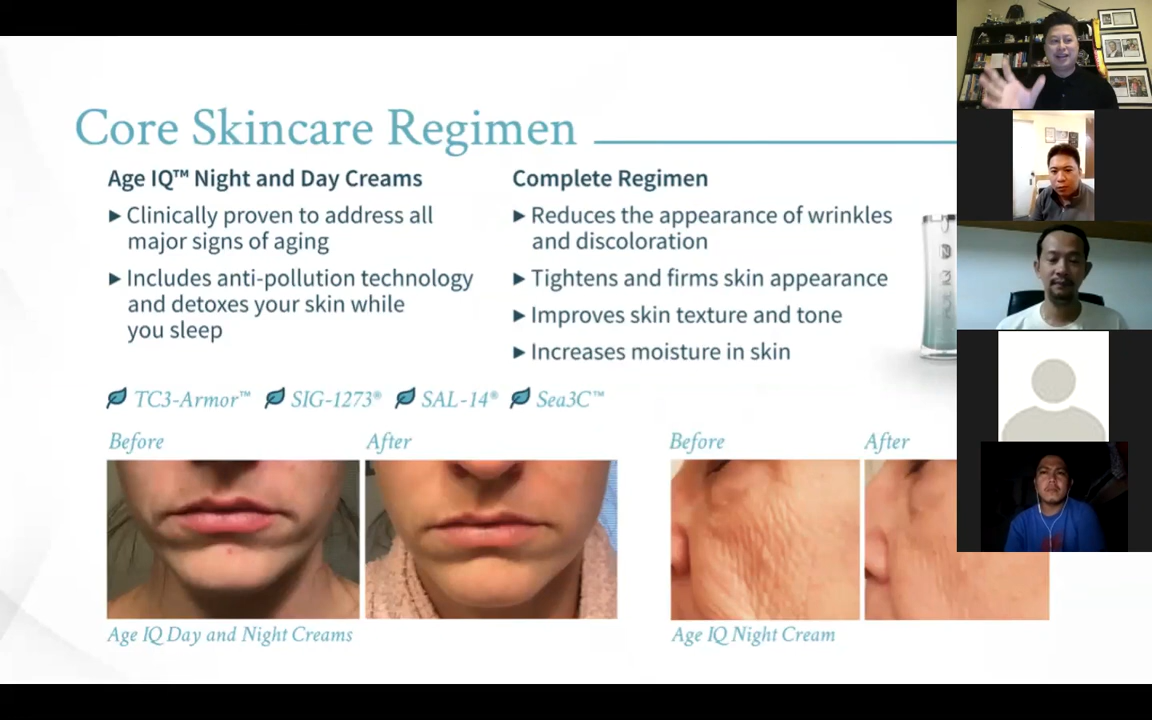 Core Skincare Regimen
Age IQ™ Night and Day Creams
▶ Clinically proven to address all
major signs of aging
▶ Includes anti-pollution technology
and detoxes your skin while
you sleep
Complete Regimen
▶ Reduces the appearance of wrinkles
and discoloration
▶ Tightens and firms skin appearance
▶ Improves skin texture and tone
▶ Increases moisture in skin
TC3-Armor™ SIG-1273® SAL-14® Sea3C™
Before After
Before After
Age IQ Day and Night Creams
Age IQ Night Cream